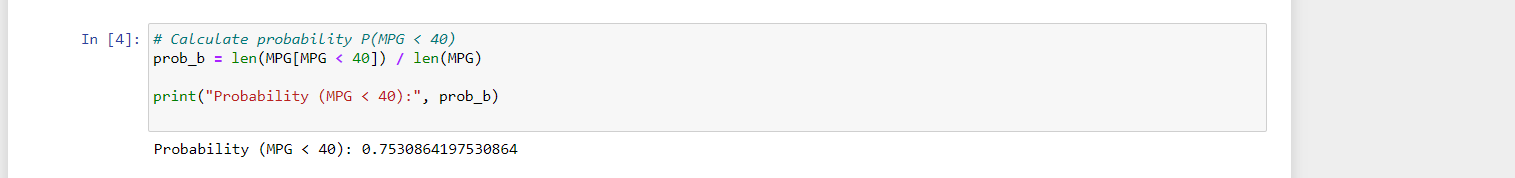 In [4]: # Calculate probability P(MPG < 40)
prob_b = len(MPG[MPG < 40]) / len(MPG)
print("Probability (MPG < 40):", prob_b)
Probability (MPG < 40): 0.7530864197530864